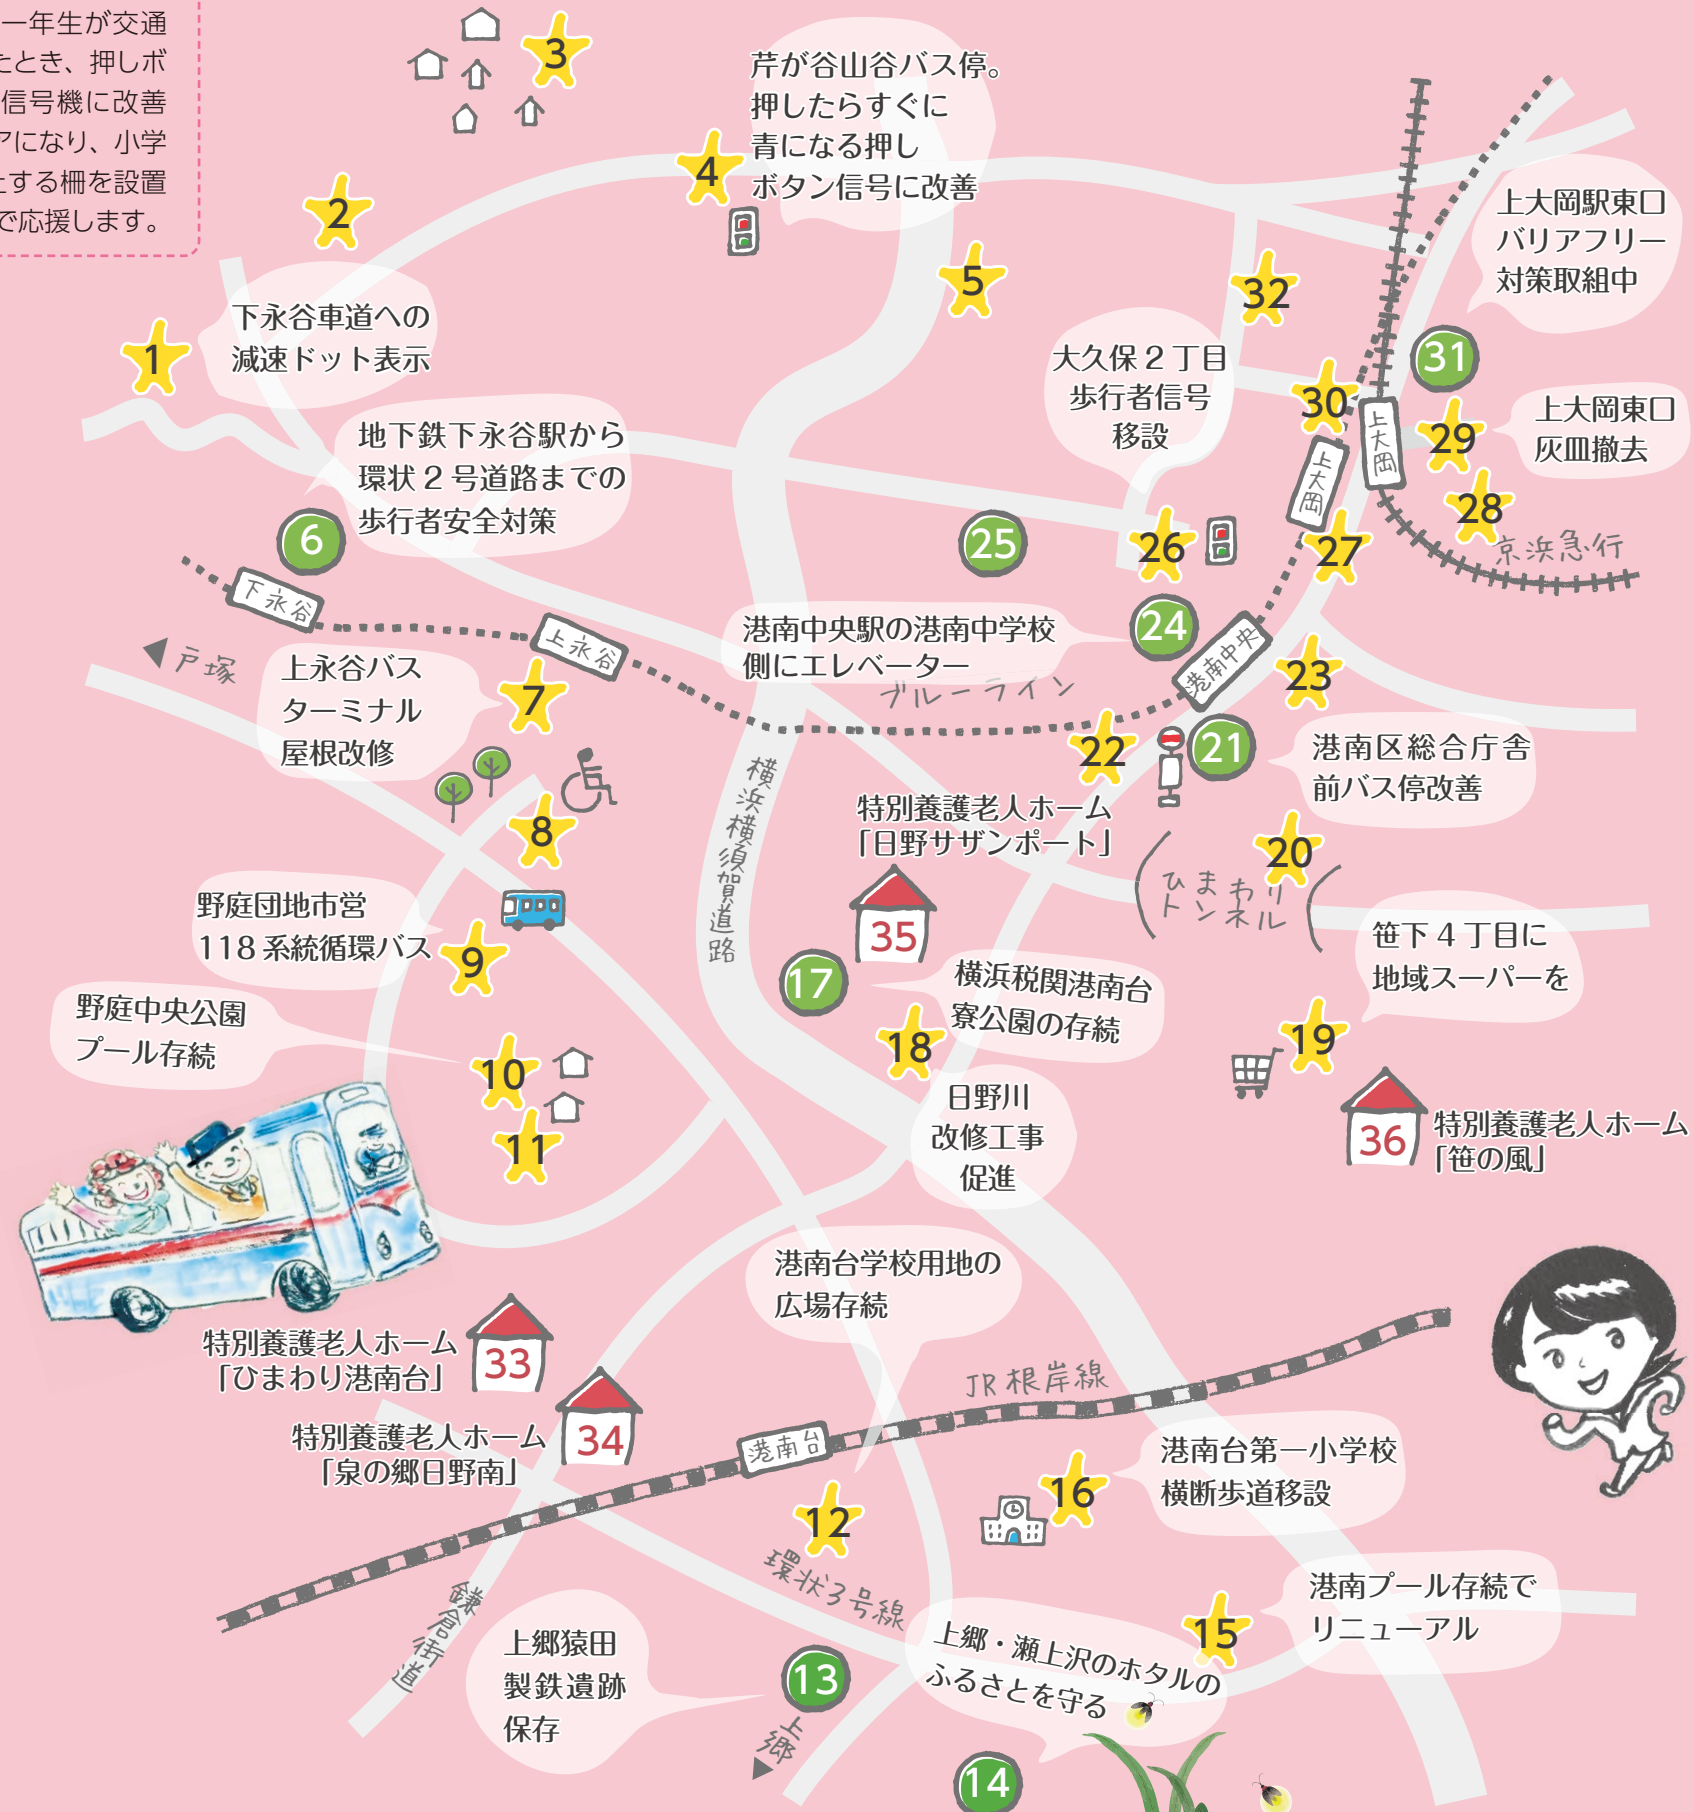 一年生が交通
たとき、押しボ
信号機に改善
アになり、小学
上する柵を設置
で応援します。
3
芹が谷山谷バス停。
押したらすぐに
青になる押し
ボタン信号に改善
4
2
5
32
上大岡駅東口
バリアフリー
対策取組中
31
1
下永谷車道への
減速ドット表示
大久保2丁目
歩行者信号
移設
30
上大岡
上大岡
29
上大岡東口
灰皿撤去
28
地下鉄下永谷駅から
環状2号道路までの
歩行者安全対策
6
25
26
27
京浜急行
下永谷
上永谷
戸塚
24
港南中央駅の港南中学校
側にエレベーター
港南中央
ブルーライン
23
上永谷バス
ターミナル
屋根改修
7
22
21
港南区総合庁舎
前バス停改善
横浜横須賀道路
8
特別養護老人ホーム
「日野サザンポート」
35
20
ひまわり
トンネル
野庭団地市営
118系統循環バス
9
17
横浜税関港南台
寮公園の存続
笹下4丁目に
地域スーパーを
19
野庭中央公園
プール存続
10
11
18
日野川
改修工事
促進
36
特別養護老人ホーム
「笹の風」
港南台学校用地の
広場存続
特別養護老人ホーム
「ひまわり港南台」
33
特別養護老人ホーム
「泉の郷日野南」
34
JR根岸線
港南台
12
16
港南台第一小学校
横断歩道移設
環状3号線
鎌倉街道
上郷猿田
製鉄遺跡
保存
13
上郷
上郷・瀬上沢のホタルの
ふるさとを守る
14
15
港南プール存続で
リニューアル